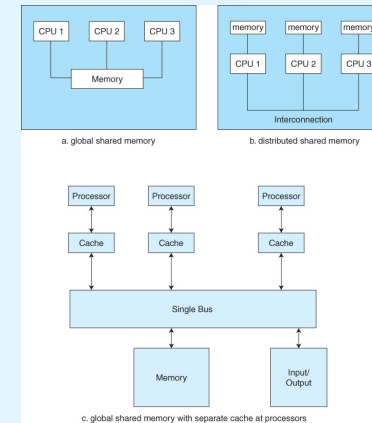 CPU 1 CPU 2 CPU 3
Memory
a. global shared memory
memory memory memory
CPU 1 CPU 2 CPU 3
Interconnection
b. distributed shared memory
Processor Processor Processor
Cache Cache Cache
Single Bus
Memory
Input/
Output
c. global shared memory with separate cache at processors